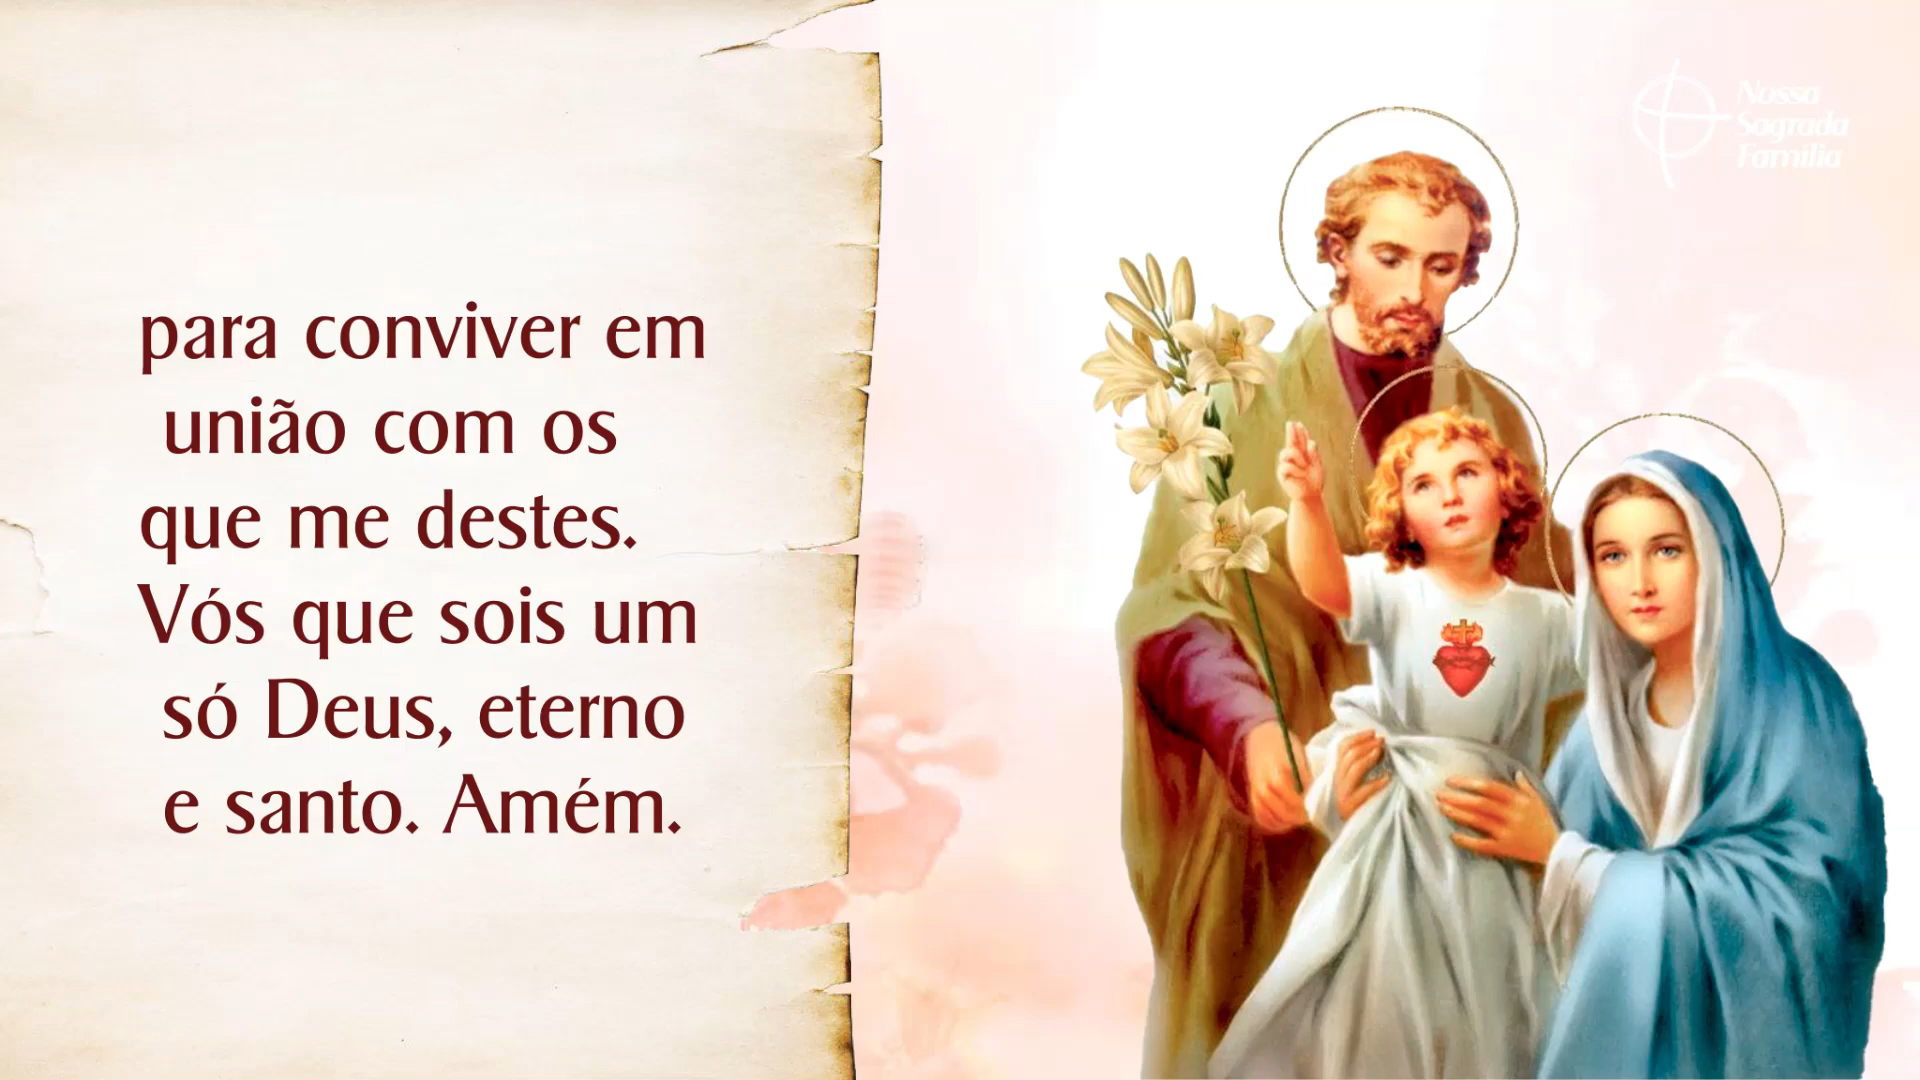 para conviver em
união com os
que me destes.
Vós que sois um
só Deus, eterno
e santo. Amém.
Nossa
Sagrada
Família